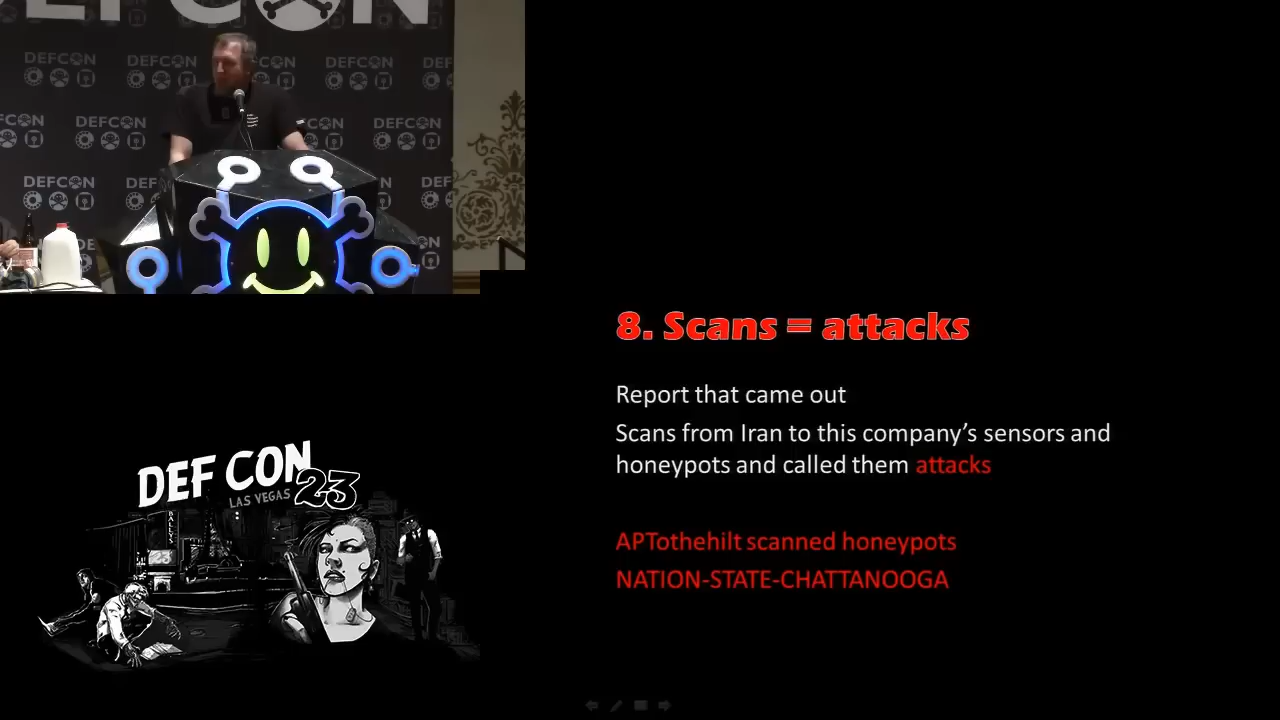 DEFCON
DEFCON DEFCON DEFCON
DEFCON DEFCON DEFCON
DEFCON
8. Scans = attacks
Report that came out
Scans from Iran to this company's sensors and
honeypots and called them attacks
APTothehilt scanned honeypots
NATION-STATE-CHATTANOOGA
DEF CON
LAS VEGAS 23
BALLYS